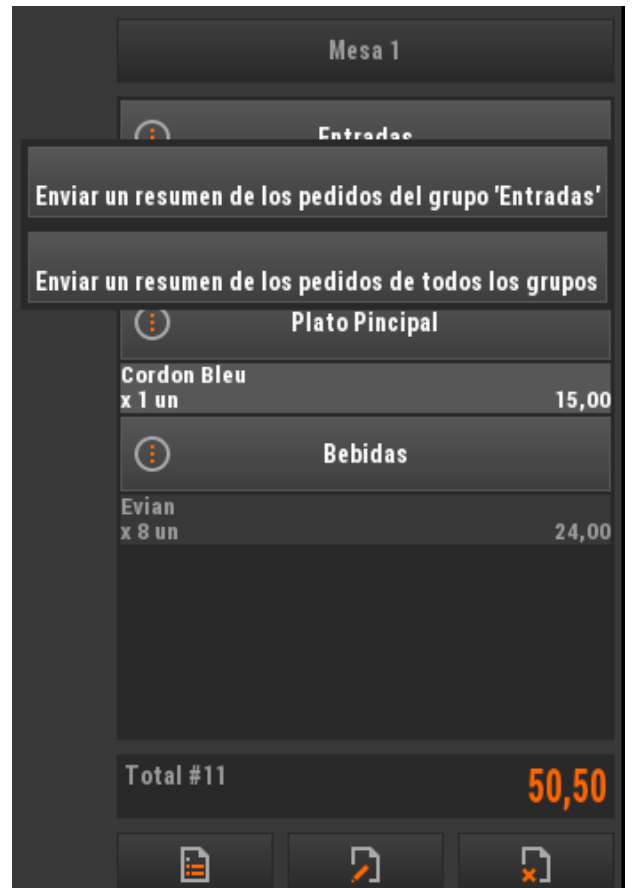 Mesa 1
Entradas
Enviar un resumen de los pedidos del grupo 'Entradas'
Enviar un resumen de los pedidos de todos los grupos
Plato Pincipal
Cordon Bleu
x 1 un 15,00
Bebidas
Evian
x 8 un 24,00
Total #11 50,50